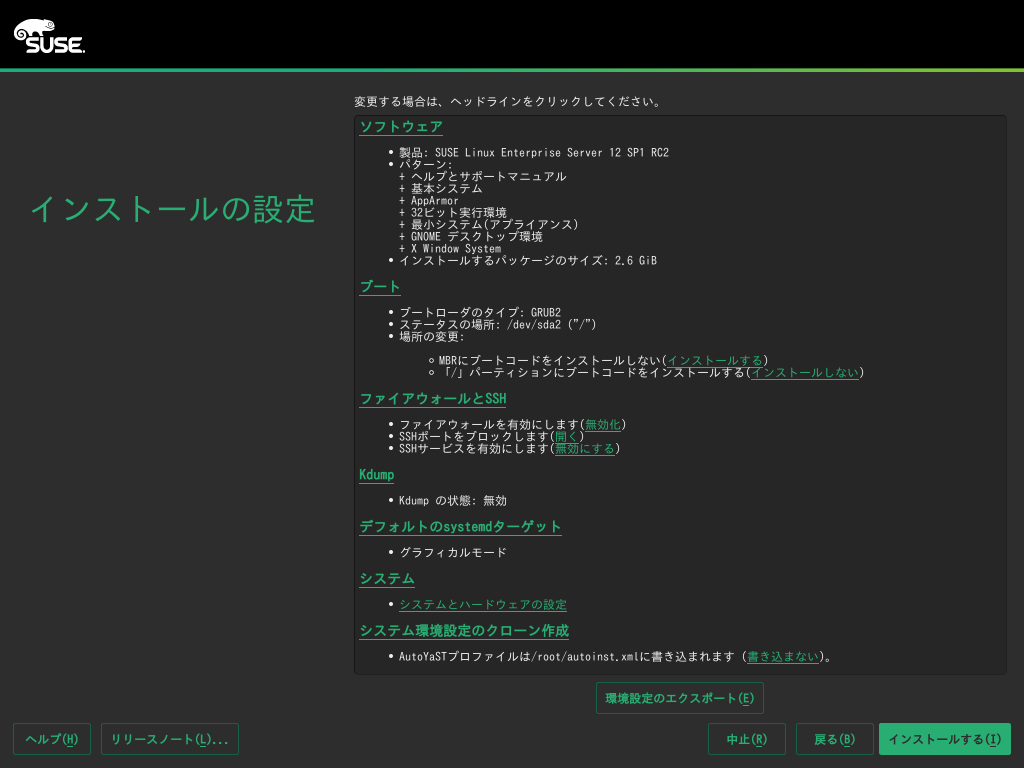 SUSE.
変更する場合は、ヘッドラインをクリックしてください。
インストールの設定
ソフトウェア
• 製品: SUSE Linux Enterprise Server 12 SP1 RC2
• パターン:
+ ヘルプとサポートマニュアル
+ 基本システム
+ AppArmor
+ 32ビット実行環境
+ 最小システム(アプライアンス)
+ GNOME デスクトップ環境
+ X Window System
• インストールするパッケージのサイズ: 2.6 GiB
ブート
• ブートローダのタイプ: GRUB2
• ステータスの場所: /dev/sda2 ("/")
• 場所の変更:
○ MBRにブートコードをインストールしない(インストールする)
○ 「/」パーティションにブートコードをインストールする(インストールしない)
ファイアウォールとSSH
• ファイアウォールを有効にします(無効化)
• SSHポートをブロックします(開く)
• SSHサービスを有効にします(無効にする)
Kdump
• Kdump の状態: 無効
デフォルトのsystemdターゲット
• グラフィカルモード
システム
• システムとハードウェアの設定
システム環境設定のクローン作成
• AutoYaSTプロファイルは/root/autoinst.xmlに書き込まれます (書き込まない)。
環境設定のエクスポート(E)
ヘルプ(H) リリースノート(L)... 中止(R) 戻る(B) インストールする(I)